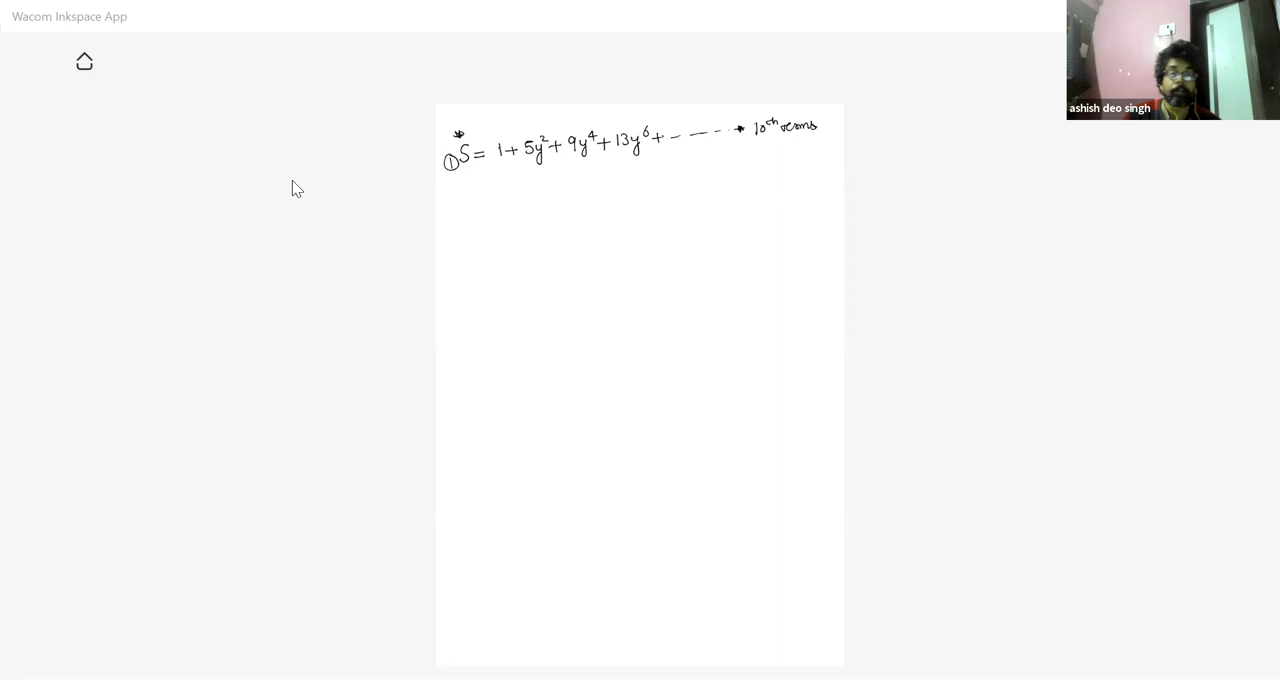 Wacom Inkspace App
ashish deo singh
① S = 1 + 5y² + 9y⁴ + 13y⁶ + - - - - 10th terms